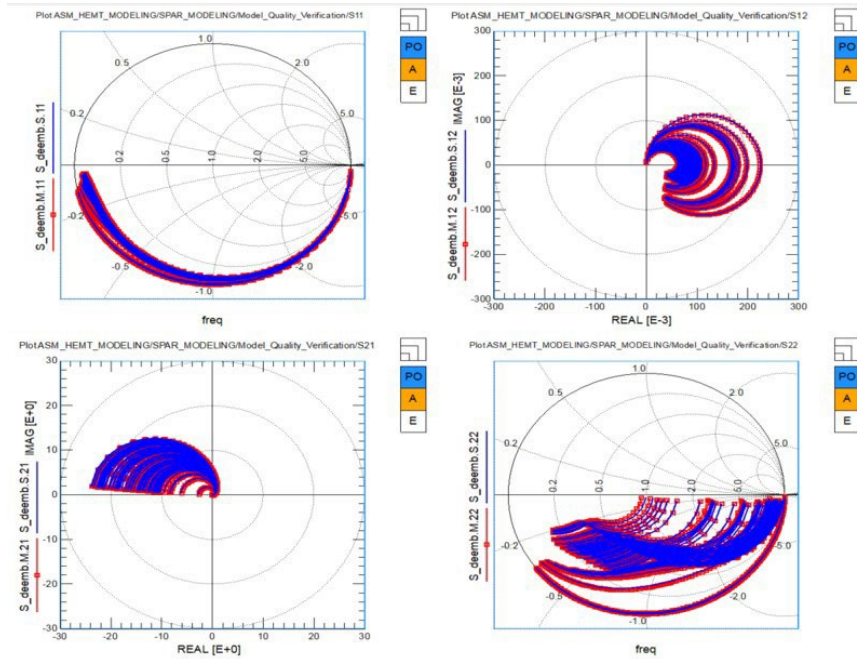 Plot ASM_HEMT_MODELING/SPAR_MODELING/Model_Quality_Verification/S11
PO
A
E
S_deemb.M.11 S_deemb.S.11
1.0
0.5
2.0
0.2
5.0
0.2
0.5
1.0
2.0
5.0
-0.2
-5.0
-0.5
-2.0
-1.0
freq
Plot ASM_HEMT_MODELING/SPAR_MODELING/Model_Quality_Verification/S12
PO
A
E
S_deemb.M.12 S_deemb.S.12 IMAG [E-3]
300
200
100
0
-100
-200
-300
-300 -200 -100 0 100 200 300
REAL [E-3]
Plot ASM_HEMT_MODELING/SPAR_MODELING/Model_Quality_Verification/S21
PO
A
E
S_deemb.M.21 S_deemb.S.21 IMAG [E+0]
30
20
10
0
-10
-20
-30
-30 -20 -10 0 10 20 30
REAL [E+0]
Plot ASM_HEMT_MODELING/SPAR_MODELING/Model_Quality_Verification/S22
PO
A
E
S_deemb.M.22 S_deemb.S.22
1.0
0.5
2.0
0.2
5.0
0.2
0.5
1.0
2.0
5.0
-0.2
-5.0
-0.5
-2.0
-1.0
freq